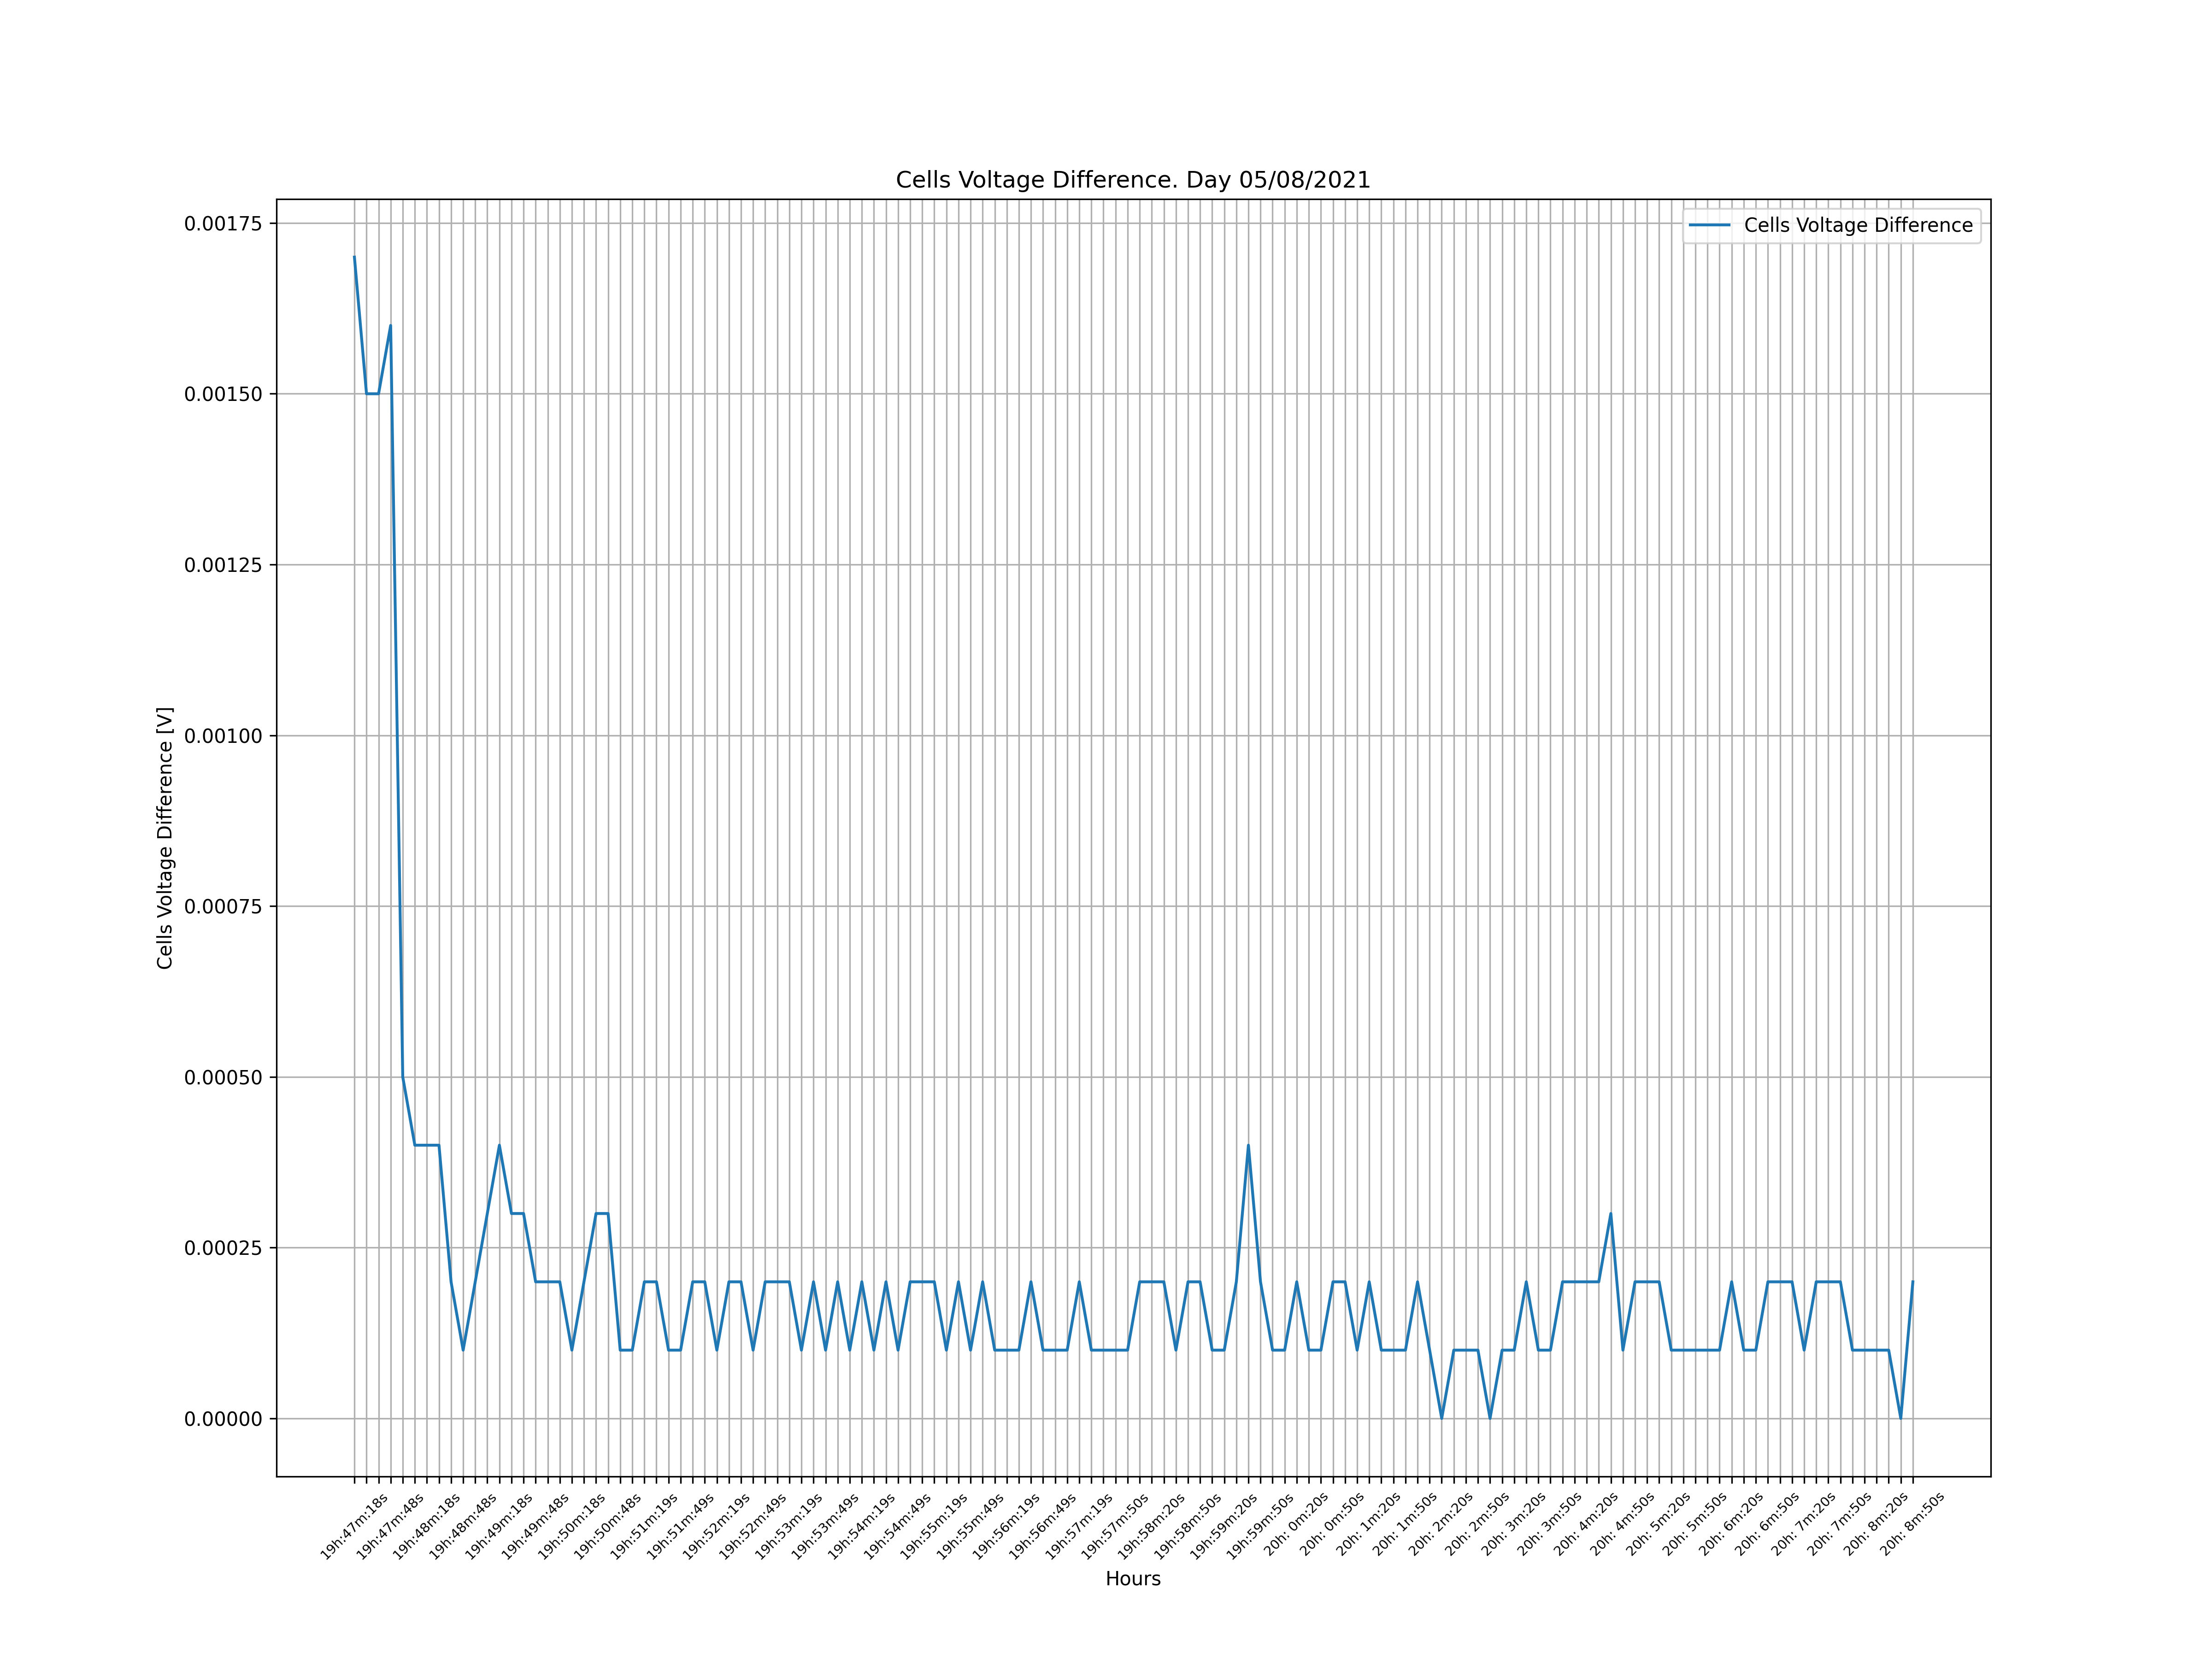 Cells Voltage Difference. Day 05/08/2021
Cells Voltage Difference
0.00175
0.00150
0.00125
0.00100
0.00075
0.00050
0.00025
0.00000
Cells Voltage Difference [V]
19h:47m:18s
19h:47m:48s
19h:48m:18s
19h:48m:48s
19h:49m:18s
19h:49m:48s
19h:50m:18s
19h:50m:48s
19h:51m:19s
19h:51m:49s
19h:52m:19s
19h:52m:49s
19h:53m:19s
19h:53m:49s
19h:54m:19s
19h:54m:49s
19h:55m:19s
19h:55m:49s
19h:56m:19s
19h:56m:49s
19h:57m:19s
19h:57m:50s
19h:58m:20s
19h:58m:50s
19h:59m:20s
19h:59m:50s
20h: 0m:20s
20h: 0m:50s
20h: 1m:20s
20h: 1m:50s
20h: 2m:20s
20h: 2m:50s
20h: 3m:20s
20h: 3m:50s
20h: 4m:20s
20h: 4m:50s
20h: 5m:20s
20h: 5m:50s
20h: 6m:20s
20h: 6m:50s
20h: 7m:20s
20h: 7m:50s
20h: 8m:20s
20h: 8m:50s
Hours